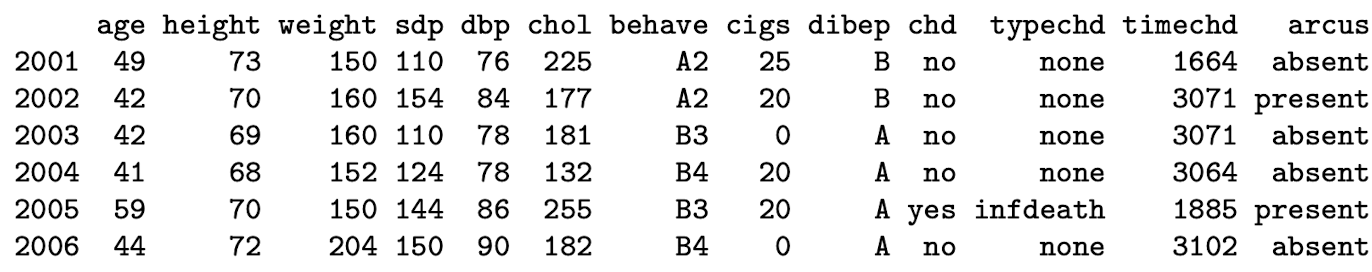 age height weight sdp dbp chol behave cigs dibep chd typechd timechd arcus
2001 49 73 150 110 76 225 A2 25 B no none 1664 absent
2002 42 70 160 154 84 177 A2 20 B no none 3071 present
2003 42 69 160 110 78 181 B3 0 A no none 3071 absent
2004 41 68 152 124 78 132 B4 20 A no none 3064 absent
2005 59 70 150 144 86 255 B3 20 A yes infdeath 1885 present
2006 44 72 204 150 90 182 B4 0 A no none 3102 absent